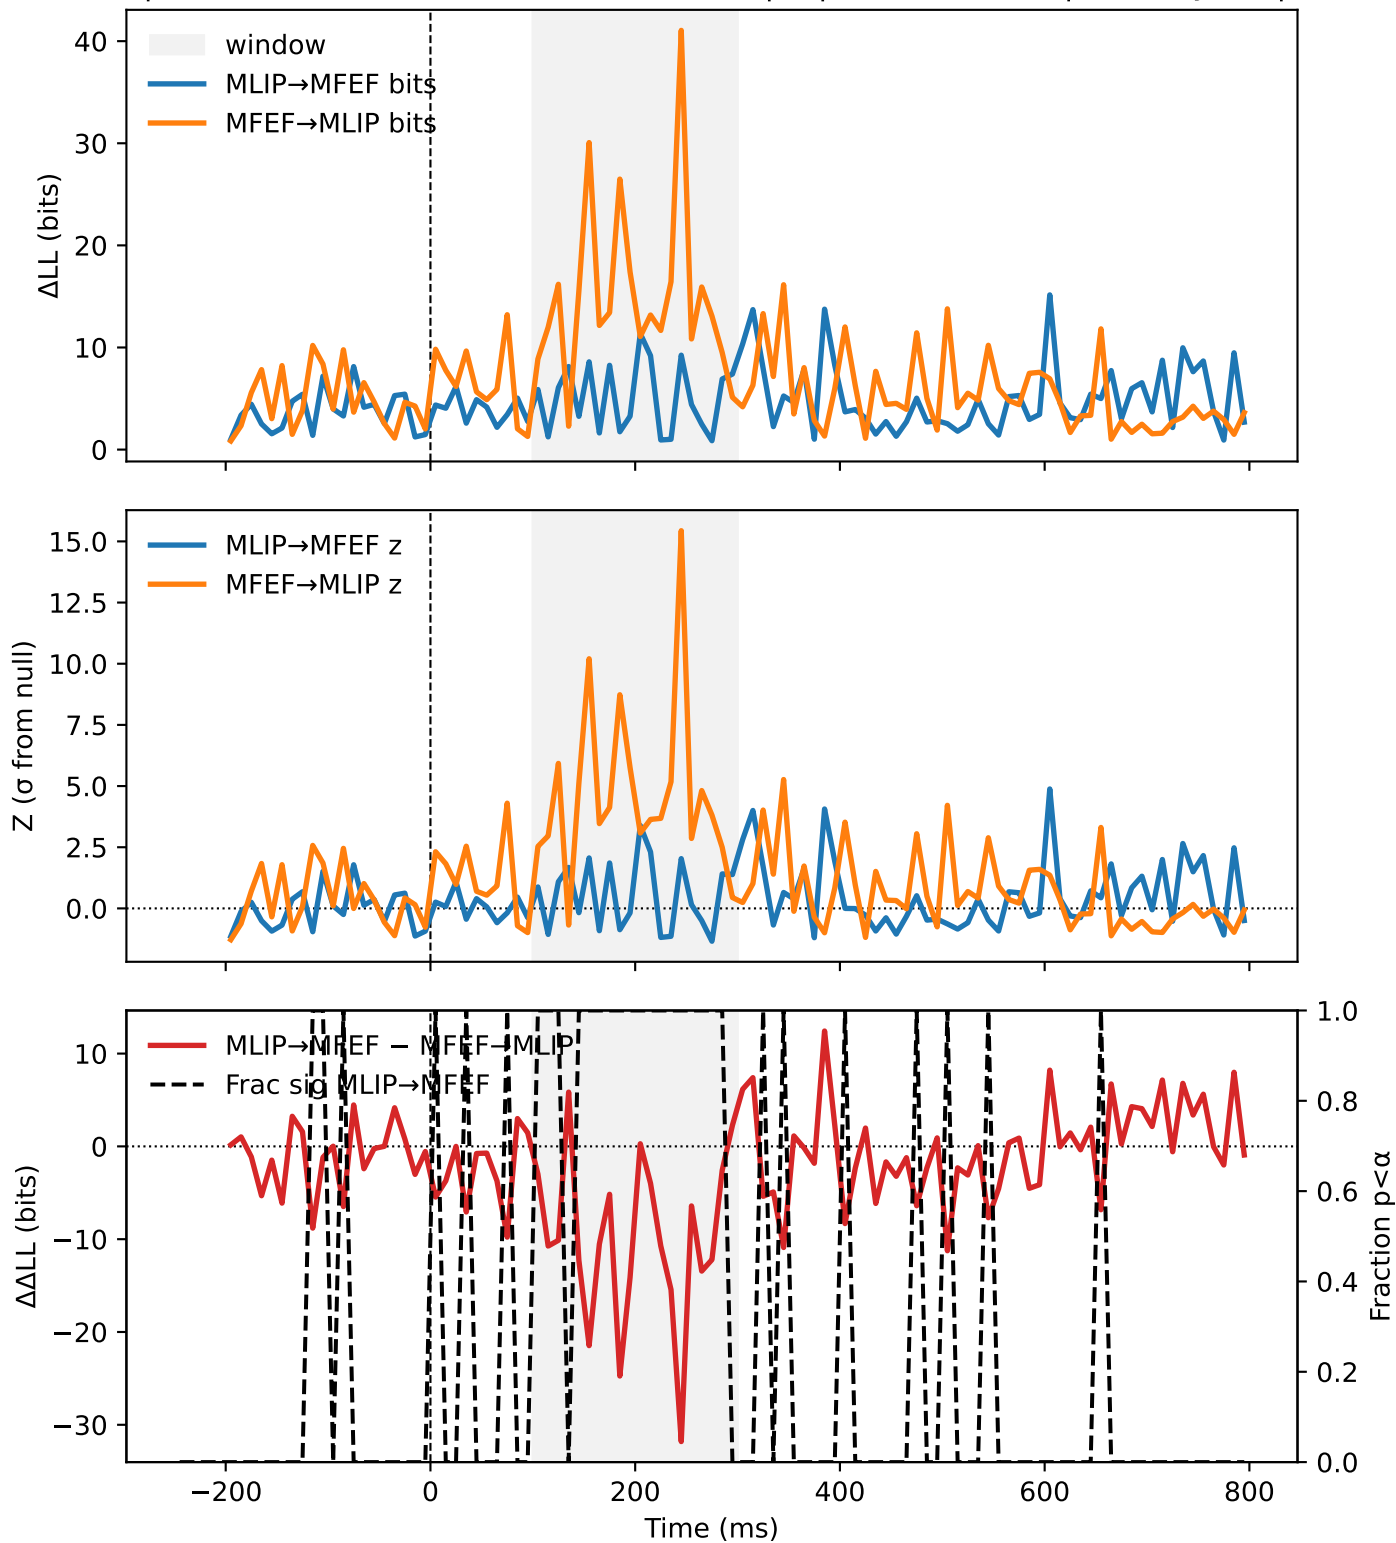 window
MLIP→MFEF bits
MFEF→MLIP bits
40
30
20
10
0
ΔLL (bits)
MLIP→MFEF z
MFEF→MLIP z
15.0
12.5
10.0
7.5
5.0
2.5
0.0
Z (σ from null)
MLIP→MFEF − MFEF→MLIP
Frac sig MLIP→MFEF
10
0
−10
−20
−30
ΔΔLL (bits)
1.0
0.8
0.6
0.4
0.2
0.0
Fraction p<α
−200 0 200 400 600 800
Time (ms)